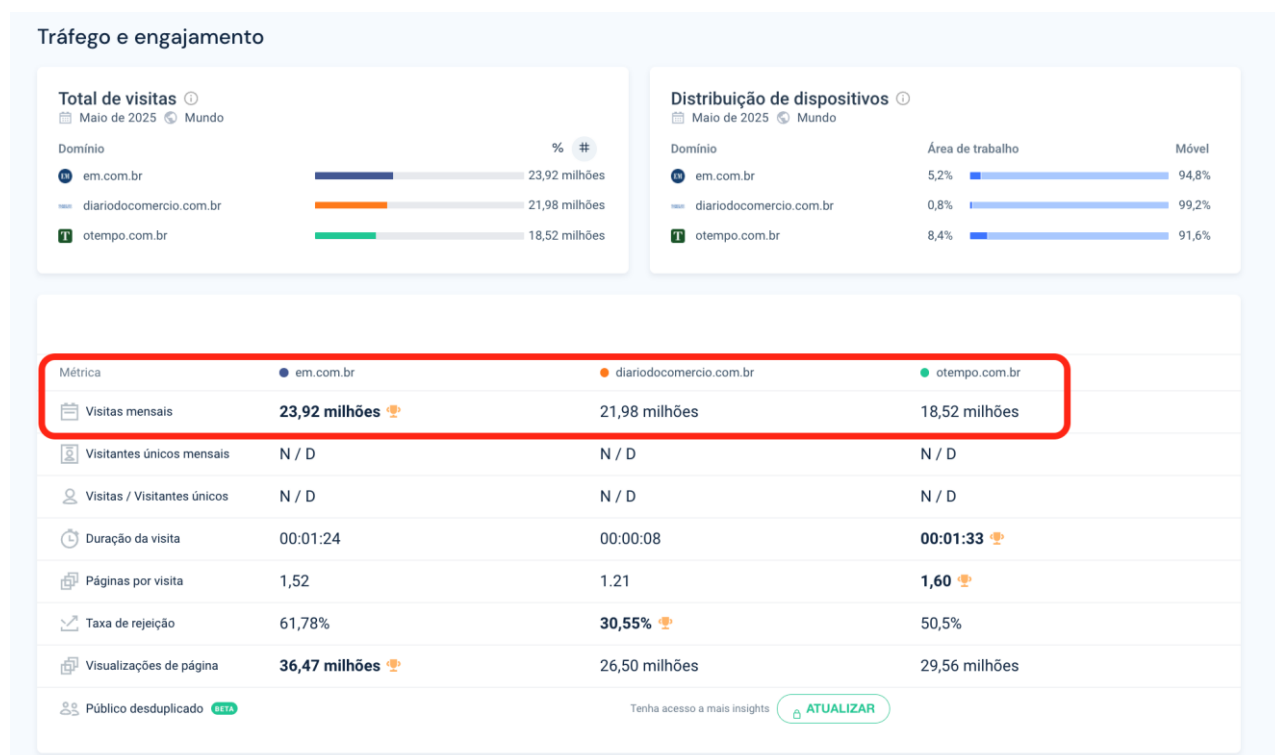 Tráfego e engajamento
Total de visitas
Maio de 2025 Mundo
Domínio % #
em.com.br 23,92 milhões
diariodocomercio.com.br 21,98 milhões
otempo.com.br 18,52 milhões
Distribuição de dispositivos
Maio de 2025 Mundo
Domínio Área de trabalho Móvel
em.com.br 5,2% 94,8%
diariodocomercio.com.br 0,8% 99,2%
T otempo.com.br 8,4% 91,6%
Métrica em.com.br diariodocomercio.com.br otempo.com.br
Visitas mensais 23,92 milhões 21,98 milhões 18,52 milhões
Visitantes únicos mensais N / D N / D N / D
Visitas / Visitantes únicos N / D N / D N / D
Duração da visita 00:01:24 00:00:08 00:01:33
Páginas por visita 1,52 1.21 1,60
Taxa de rejeição 61,78% 30,55% 50,5%
Visualizações de página 36,47 milhões 26,50 milhões 29,56 milhões
Público desduplicado BETA Tenha acesso a mais insights ATUALIZAR